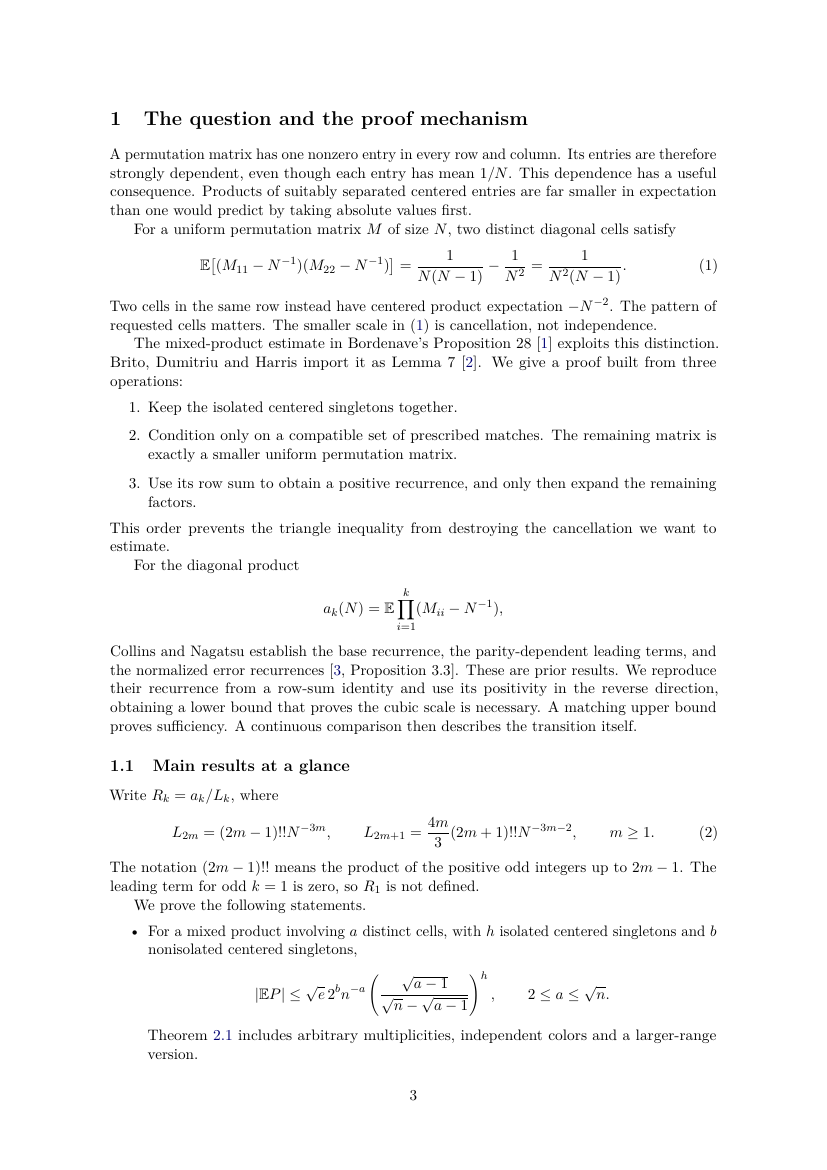 1 The question and the proof mechanism
A permutation matrix has one nonzero entry in every row and column. Its entries are therefore
strongly dependent, even though each entry has mean 1/N. This dependence has a useful
consequence. Products of suitably separated centered entries are far smaller in expectation
than one would predict by taking absolute values first.
For a uniform permutation matrix M of size N, two distinct diagonal cells satisfy
𝔼[(M₁₁ − N⁻¹)(M₂₂ − N⁻¹)] = 1/(N(N − 1)) − 1/N² = 1/(N²(N − 1)). (1)
Two cells in the same row instead have centered product expectation −N⁻². The pattern of
requested cells matters. The smaller scale in (1) is cancellation, not independence.
The mixed-product estimate in Bordenave's Proposition 28 [1] exploits this distinction.
Brito, Dumitriu and Harris import it as Lemma 7 [2]. We give a proof built from three
operations:
1. Keep the isolated centered singletons together.
2. Condition only on a compatible set of prescribed matches. The remaining matrix is
exactly a smaller uniform permutation matrix.
3. Use its row sum to obtain a positive recurrence, and only then expand the remaining
factors.
This order prevents the triangle inequality from destroying the cancellation we want to
estimate.
For the diagonal product
aₖ(N) = 𝔼 ∏ᵢ₌₁ᵏ (Mᵢᵢ − N⁻¹),
Collins and Nagatsu establish the base recurrence, the parity-dependent leading terms, and
the normalized error recurrences [3, Proposition 3.3]. These are prior results. We reproduce
their recurrence from a row-sum identity and use its positivity in the reverse direction,
obtaining a lower bound that proves the cubic scale is necessary. A matching upper bound
proves sufficiency. A continuous comparison then describes the transition itself.
1.1 Main results at a glance
Write Rₖ = aₖ/Lₖ, where
L₂ₘ = (2m − 1)!!N⁻³ᵐ, L₂ₘ₊₁ = (4m/3)(2m + 1)!!N⁻³ᵐ⁻², m ≥ 1. (2)
The notation (2m − 1)!! means the product of the positive odd integers up to 2m − 1. The
leading term for odd k = 1 is zero, so R₁ is not defined.
We prove the following statements.
• For a mixed product involving a distinct cells, with h isolated centered singletons and b
nonisolated centered singletons,
|𝔼P| ≤ √e 2ᵇn⁻ᵃ (√(a − 1)/(√n − √(a − 1)))ʰ, 2 ≤ a ≤ √n.
Theorem 2.1 includes arbitrary multiplicities, independent colors and a larger-range
version.
3